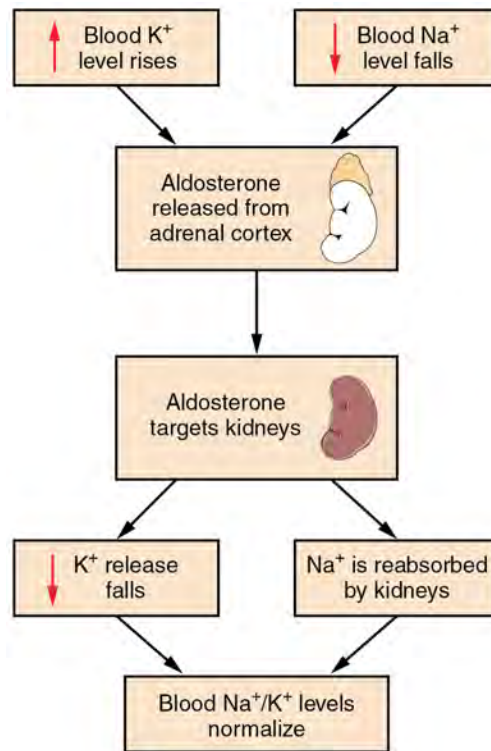 Blood K⁺
level rises
Blood Na⁺
level falls
Aldosterone
released from
adrenal cortex
Aldosterone
targets kidneys
K⁺ release
falls
Na⁺ is reabsorbed
by kidneys
Blood Na⁺/K⁺ levels
normalize